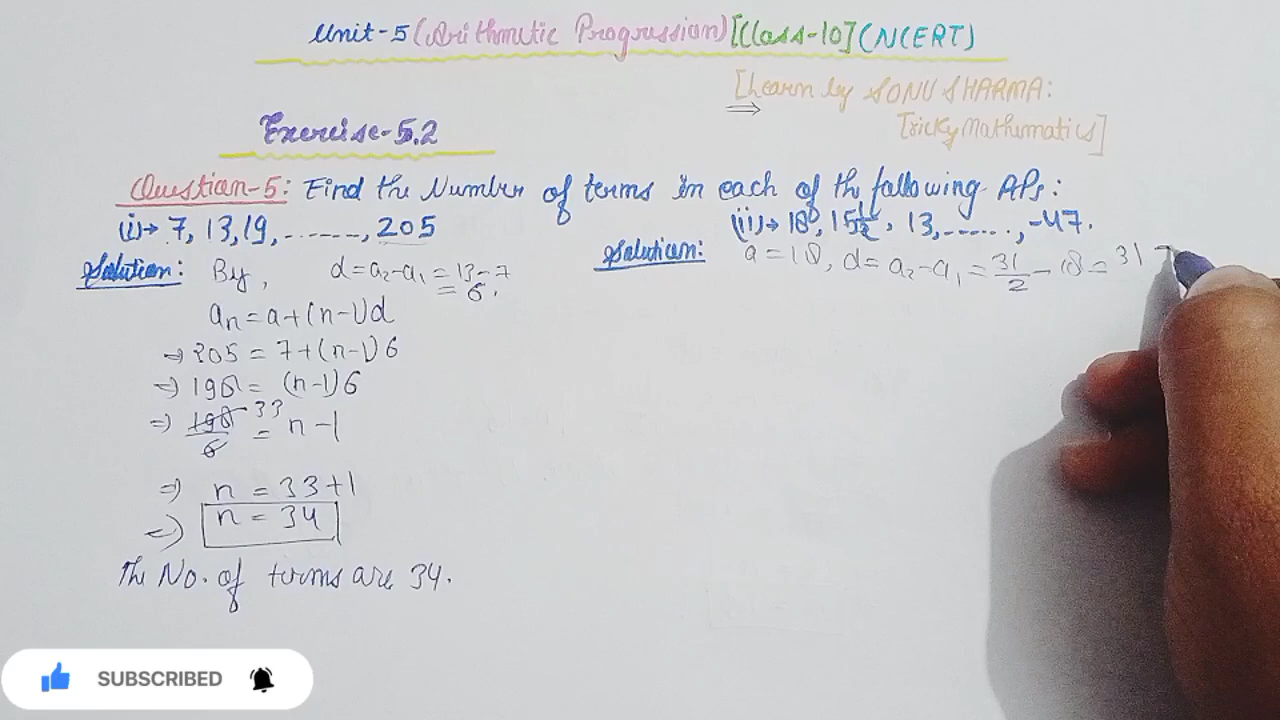 Unit-5 (Arithmetic Progression) [Class-10] (NCERT)
[Learn by SONU SHARMA:
⇒ Tricky Mathematics]
Exercise-5.2
Question-5: Find the Number of terms in each of the following APs:
(i)→ 7, 13, 19, ......., 205
(ii)→ 18, 15½, 13, ......., -47.
Solution: By, d = a₂-a₁ = 13-7
= 6.
aₙ = a+(n-1)d
⇒ 205 = 7+(n-1)6
⇒ 198 = (n-1)6
⇒ 198/6 33 = n-1
⇒ n = 33+1
⇒ n = 34
The No. of terms are 34.
Solution: a = 18, d = a₂-a₁ = 31/2 - 18 = 31 -
SUBSCRIBED